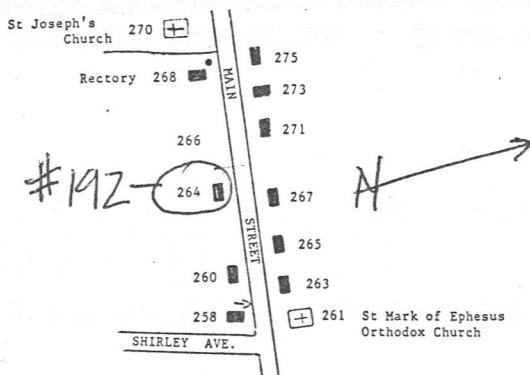 St Joseph's
Church 270
275
Rectory 268
MAIN
273
266
271
#192
264
267
N
STREET
265
260
263
258
261 St Mark of Ephesus
Orthodox Church
SHIRLEY AVE.